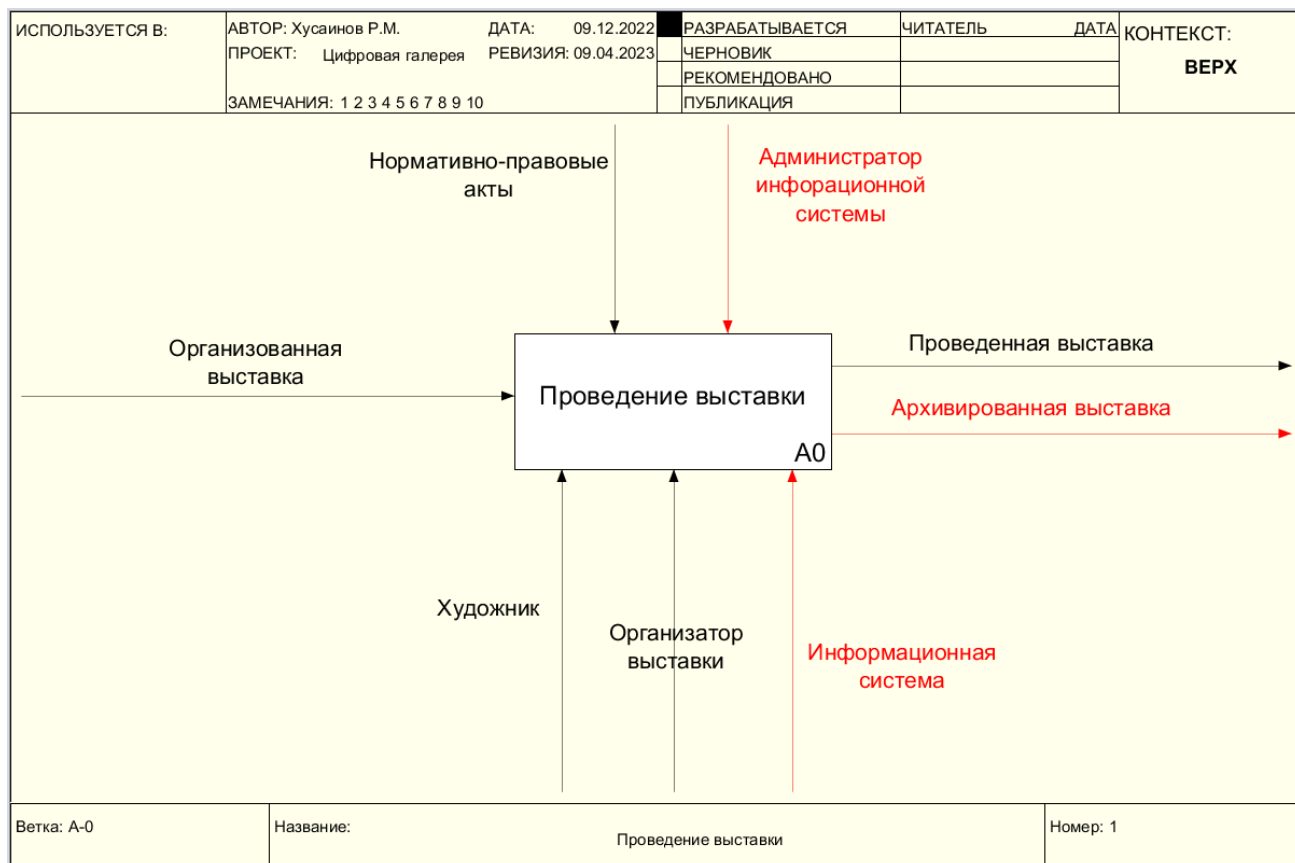 ИСПОЛЬЗУЕТСЯ В:
АВТОР: Хусаинов Р.М.
ДАТА: 09.12.2022
ПРОЕКТ: Цифровая галерея
РЕВИЗИЯ: 09.04.2023
ЗАМЕЧАНИЯ: 1 2 3 4 5 6 7 8 9 10
РАЗРАБАТЫВАЕТСЯ
ЧЕРНОВИК
РЕКОМЕНДОВАНО
ПУБЛИКАЦИЯ
ЧИТАТЕЛЬ
ДАТА
КОНТЕКСТ:
ВЕРХ
Нормативно-правовые
акты
Администратор
инфорационной
системы
Организованная
выставка
Проведение выставки
A0
Проведенная выставка
Архивированная выставка
Художник
Организатор
выставки
Информационная
система
Ветка: A-0
Название:
Проведение выставки
Номер: 1